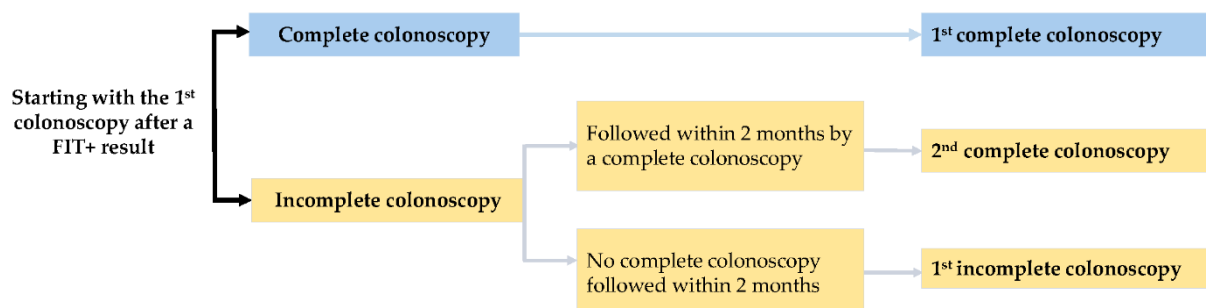 Complete colonoscopy
1st complete colonoscopy
Starting with the 1st
colonoscopy after a
FIT+ result
Followed within 2 months by
a complete colonoscopy
2nd complete colonoscopy
Incomplete colonoscopy
No complete colonoscopy
followed within 2 months
1st incomplete colonoscopy